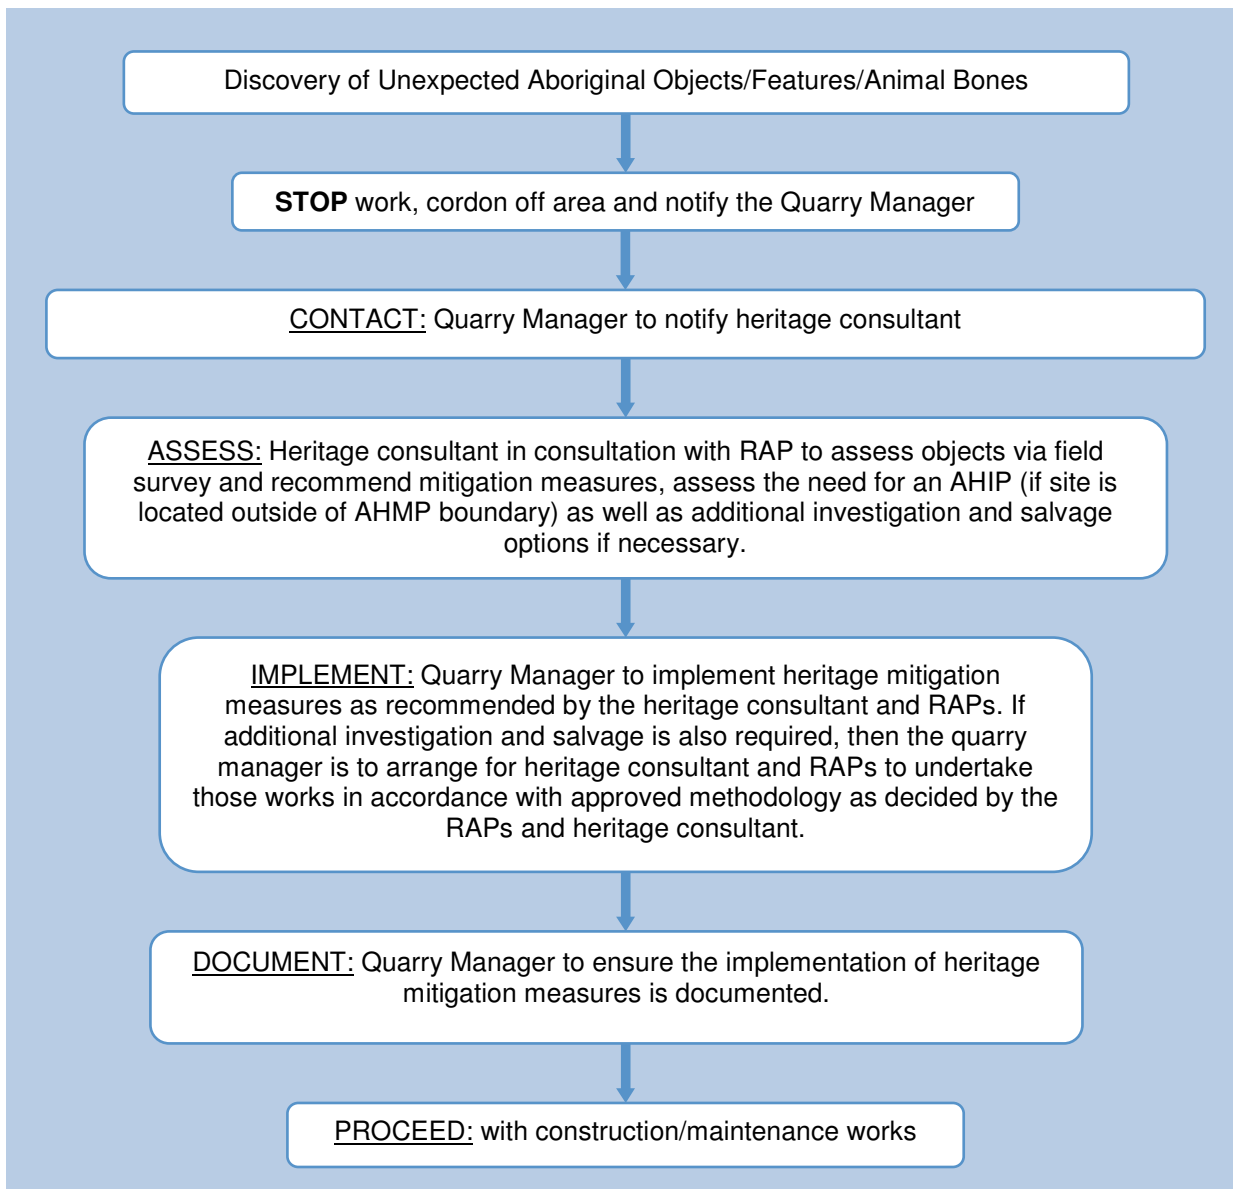 Discovery of Unexpected Aboriginal Objects/Features/Animal Bones
STOP work, cordon off area and notify the Quarry Manager
CONTACT: Quarry Manager to notify heritage consultant
ASSESS: Heritage consultant in consultation with RAP to assess objects via field
survey and recommend mitigation measures, assess the need for an AHIP (if site is
located outside of AHMP boundary) as well as additional investigation and salvage
options if necessary.
IMPLEMENT: Quarry Manager to implement heritage mitigation
measures as recommended by the heritage consultant and RAPs. If
additional investigation and salvage is also required, then the quarry
manager is to arrange for heritage consultant and RAPs to undertake
those works in accordance with approved methodology as decided by the
RAPs and heritage consultant.
DOCUMENT: Quarry Manager to ensure the implementation of heritage
mitigation measures is documented.
PROCEED: with construction/maintenance works